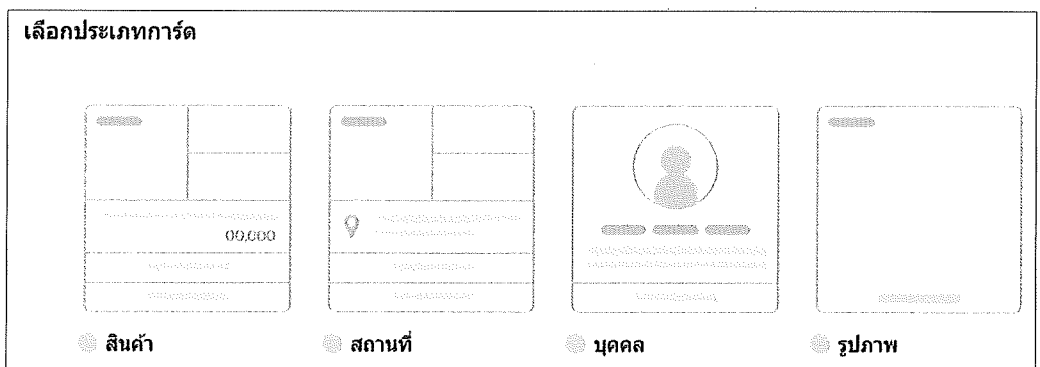 เลือกประเภทการ์ด
00,000
สินค้า
สถานที่
บุคคล
รูปภาพ